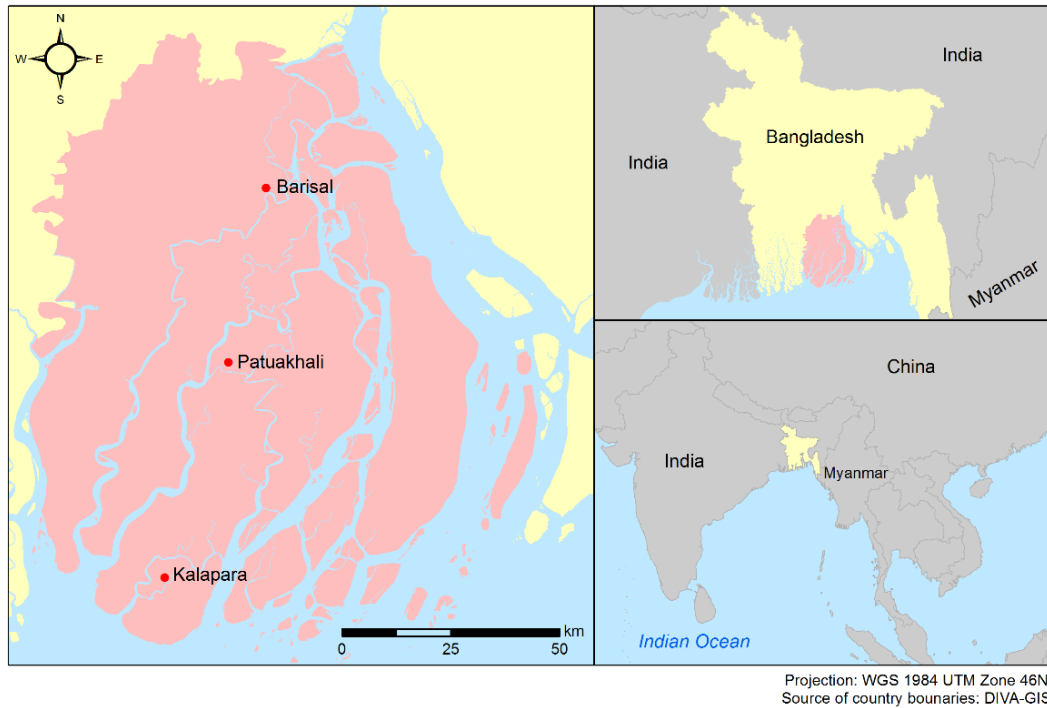 N
W E
S
Barisal
Patuakhali
Kalapara
km
0 25 50
India
Bangladesh
India
Myanmar
China
India
Myanmar
Indian Ocean
Projection: WGS 1984 UTM Zone 46N
Source of country bounaries: DIVA-GIS